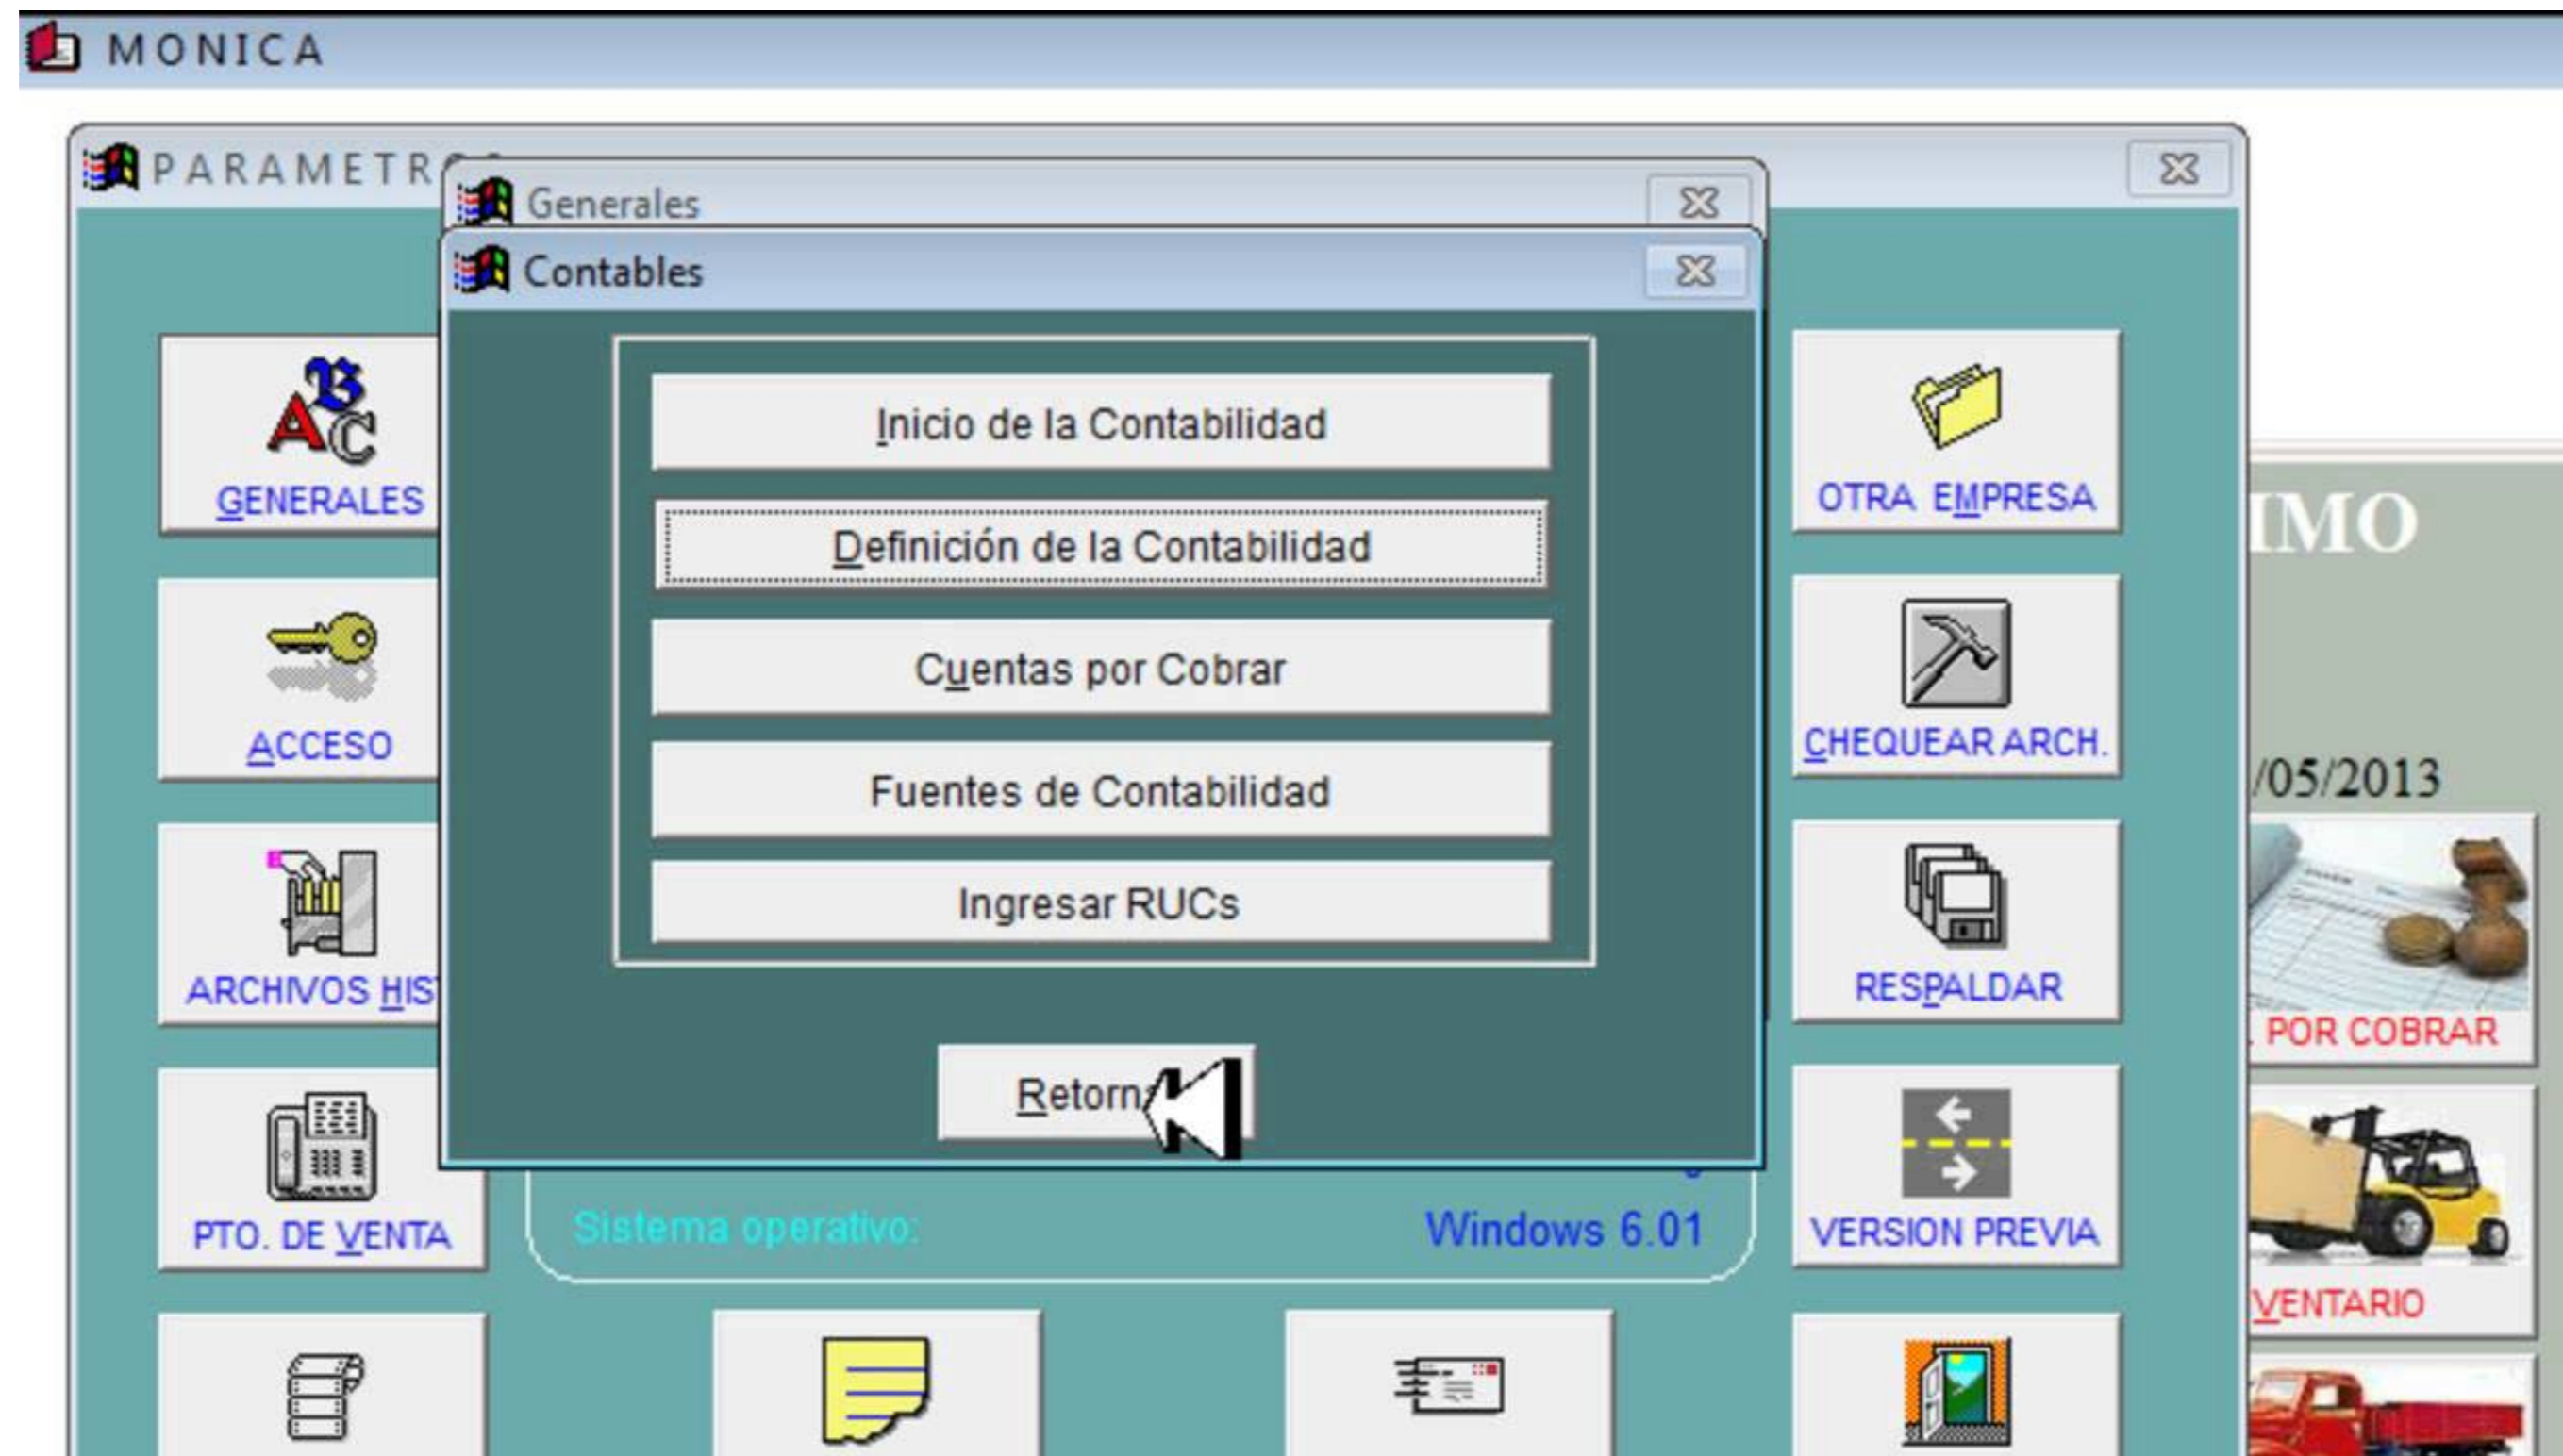 MONICA
PARAMETR
Generales
Contables
Inicio de la Contabilidad
Definición de la Contabilidad
Cuentas por Cobrar
Fuentes de Contabilidad
Ingresar RUCs
Retorn
GENERALES
ACCESO
ARCHIVOS HIS
PTO. DE VENTA
Sistema operativo:
Windows 6.01
OTRA EMPRESA
CHEQUEAR ARCH.
RESPALDAR
VERSION PREVIA
IMO
/05/2013
POR COBRAR
VENTARIO